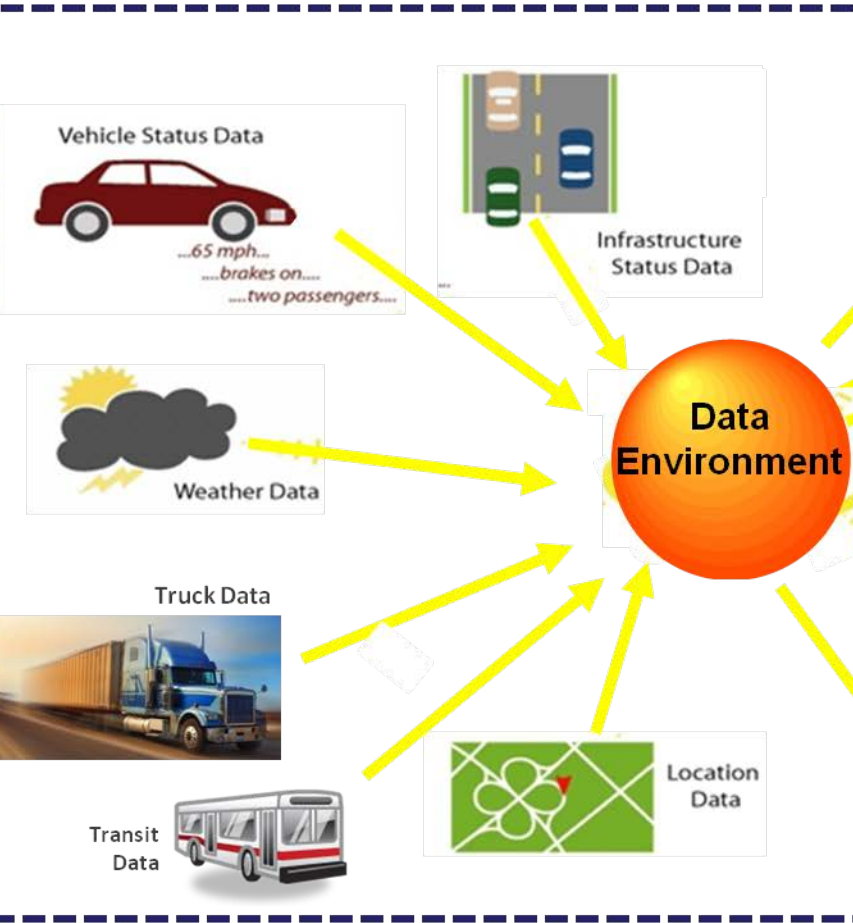 Vehicle Status Data
...65 mph...
....brakes on....
....two passengers....
Infrastructure
Status Data
Data
Environment
Weather Data
Truck Data
Location
Data
Transit
Data